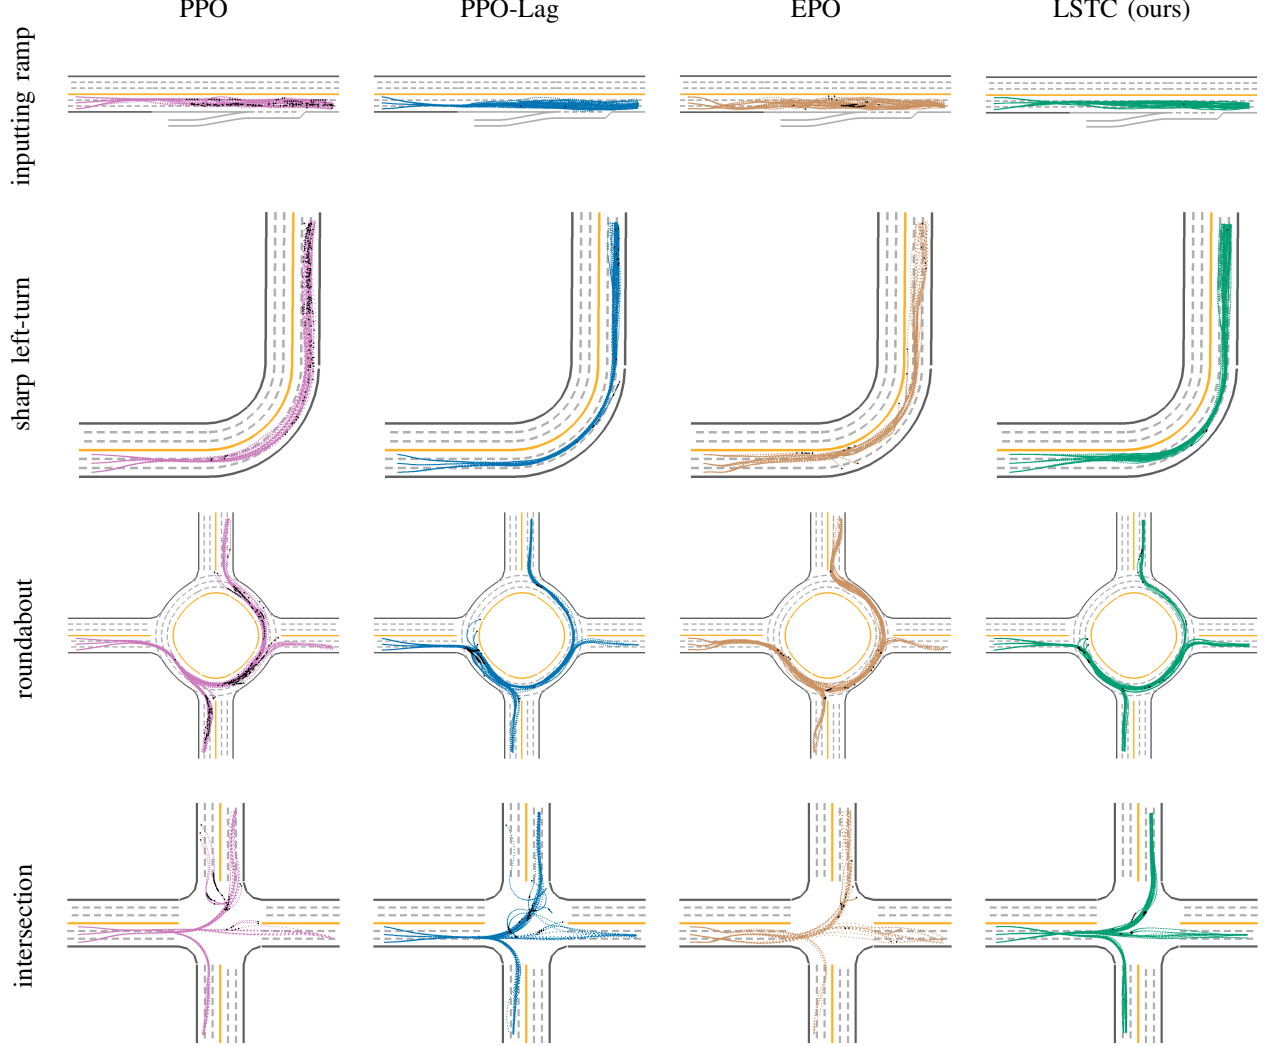 PPO PPO-Lag EPO LSTC (ours)
inputting ramp
sharp left-turn
roundabout
intersection